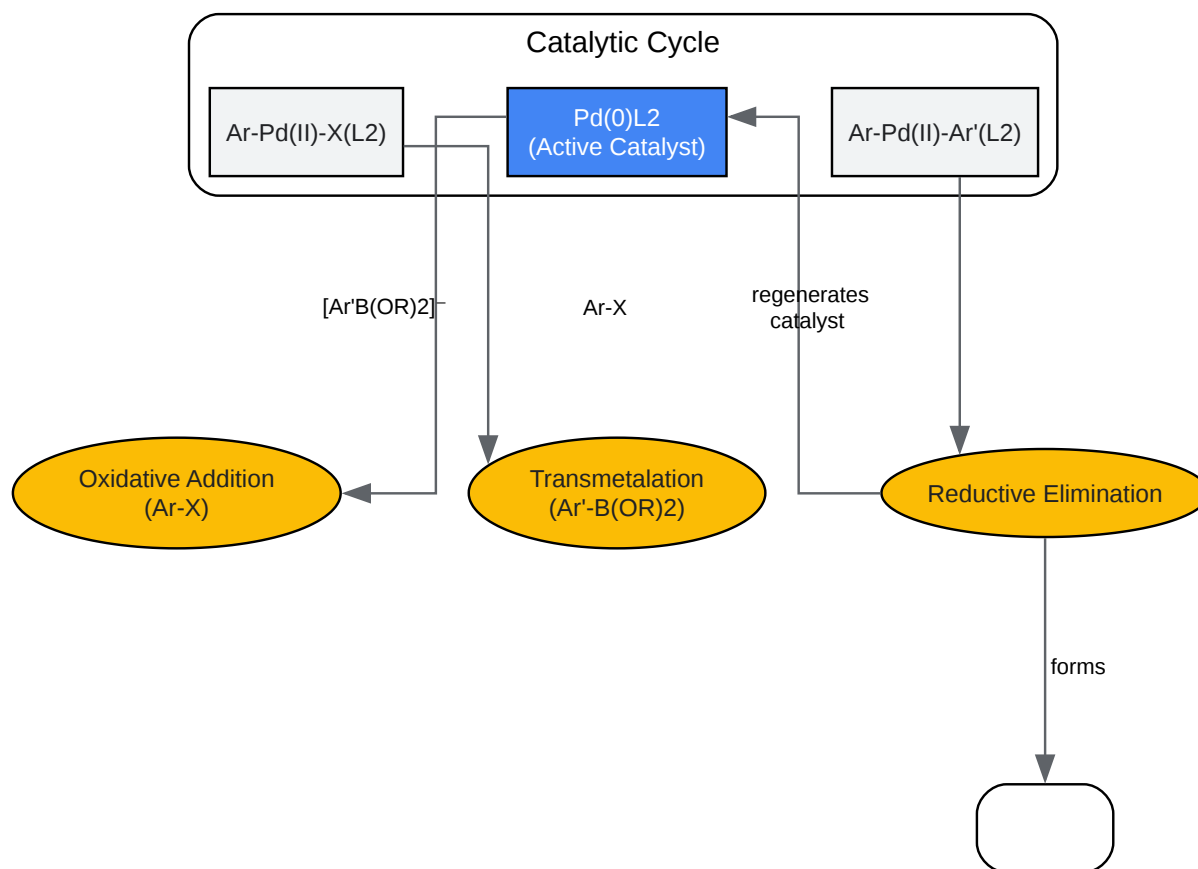 Catalytic Cycle
Ar-Pd(II)-X(L2)
Pd(0)L2
(Active Catalyst)
Ar-Pd(II)-Ar'(L2)
[Ar'B(OR)2]⁻
Ar-X
regenerates
catalyst
Oxidative Addition
(Ar-X)
Transmetalation
(Ar'-B(OR)2)
Reductive Elimination
forms